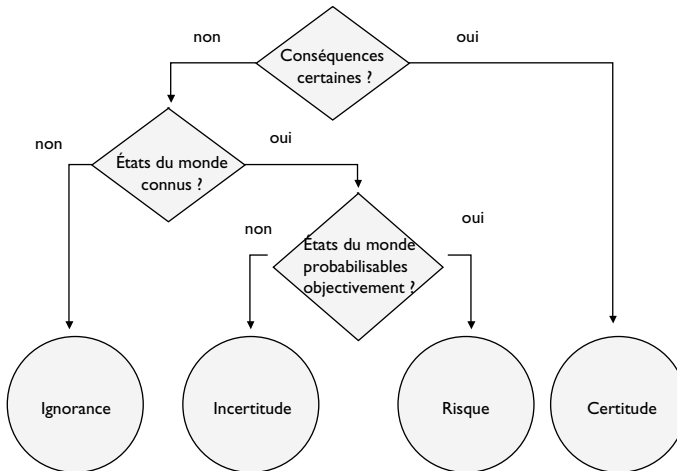 non
oui
Conséquences
certaines ?
non
oui
États du monde
connus ?
non
oui
États du monde
probabilisables
objectivement ?
Ignorance
Incertitude
Risque
Certitude